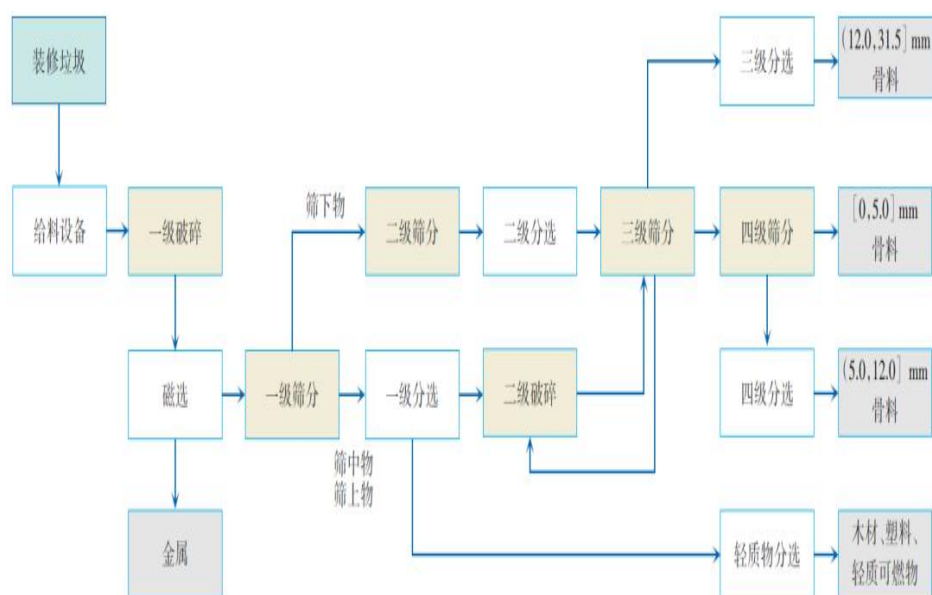 装修垃圾
三级分选
(12.0,31.5] mm
骨料
筛下物
给料设备
一级破碎
二级筛分
二级分选
三级筛分
四级筛分
[0,5.0] mm
骨料
磁选
一级筛分
一级分选
二级破碎
四级分选
(5.0,12.0] mm
骨料
筛中物
筛上物
金属
轻质物分选
木材、塑料、
轻质可燃物